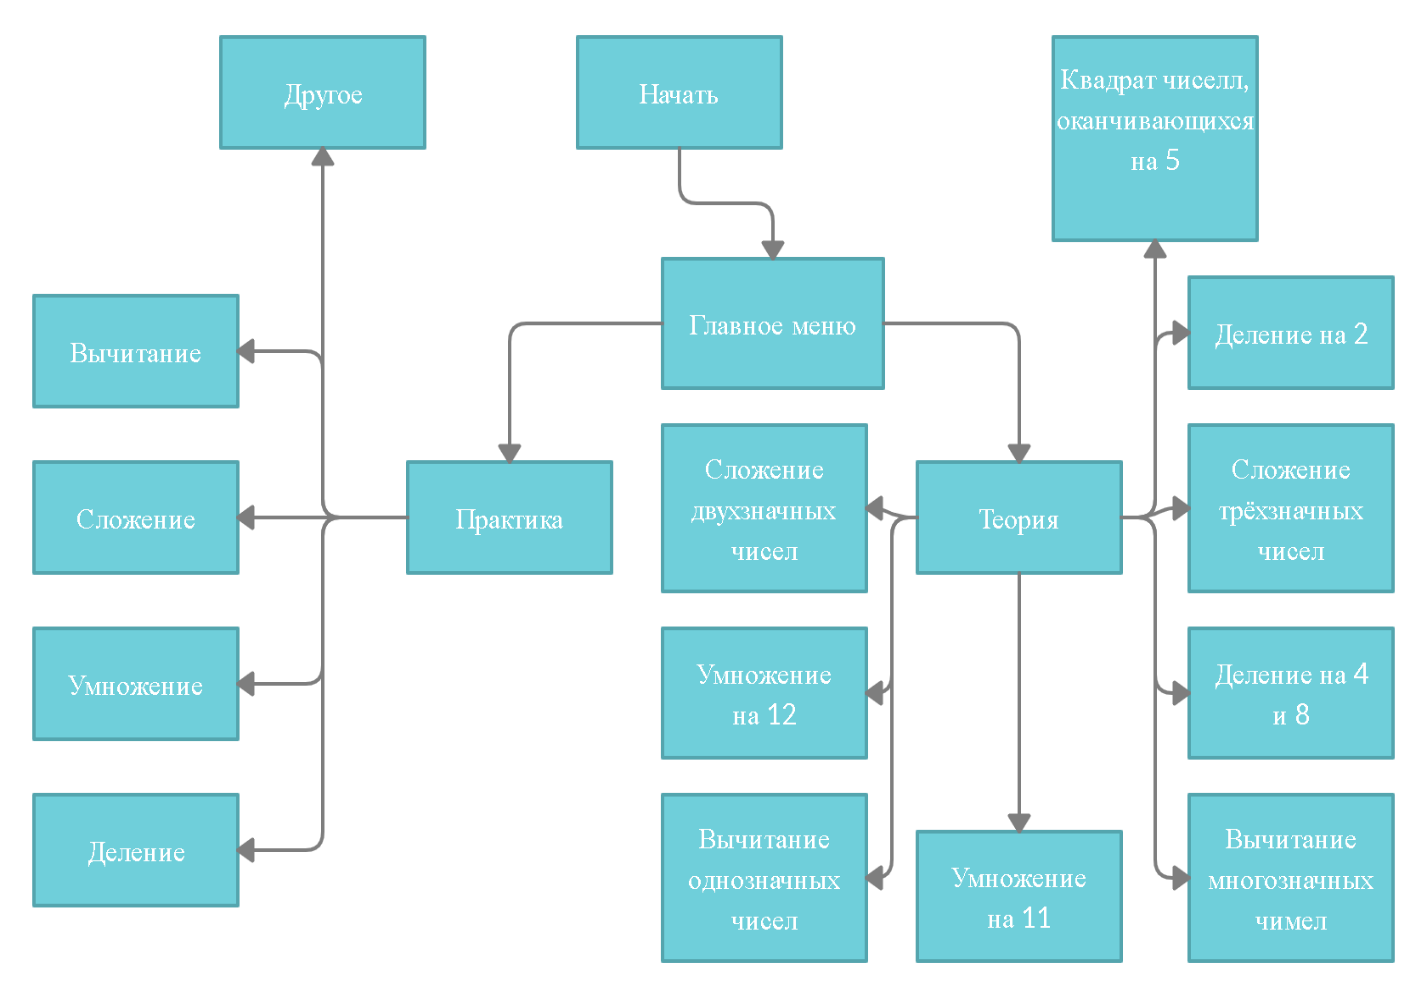 Другое
Начать
Квадрат чиселл,
оканчивающихся
на 5
Главное меню
Вычитание
Деление на 2
Сложение
Практика
Сложение
двухзначных
чисел
Теория
Сложение
трёхзначных
чисел
Умножение
Умножение
на 12
Деление на 4
и 8
Деление
Вычитание
однозначных
чисел
Умножение
на 11
Вычитание
многозначных
чимел